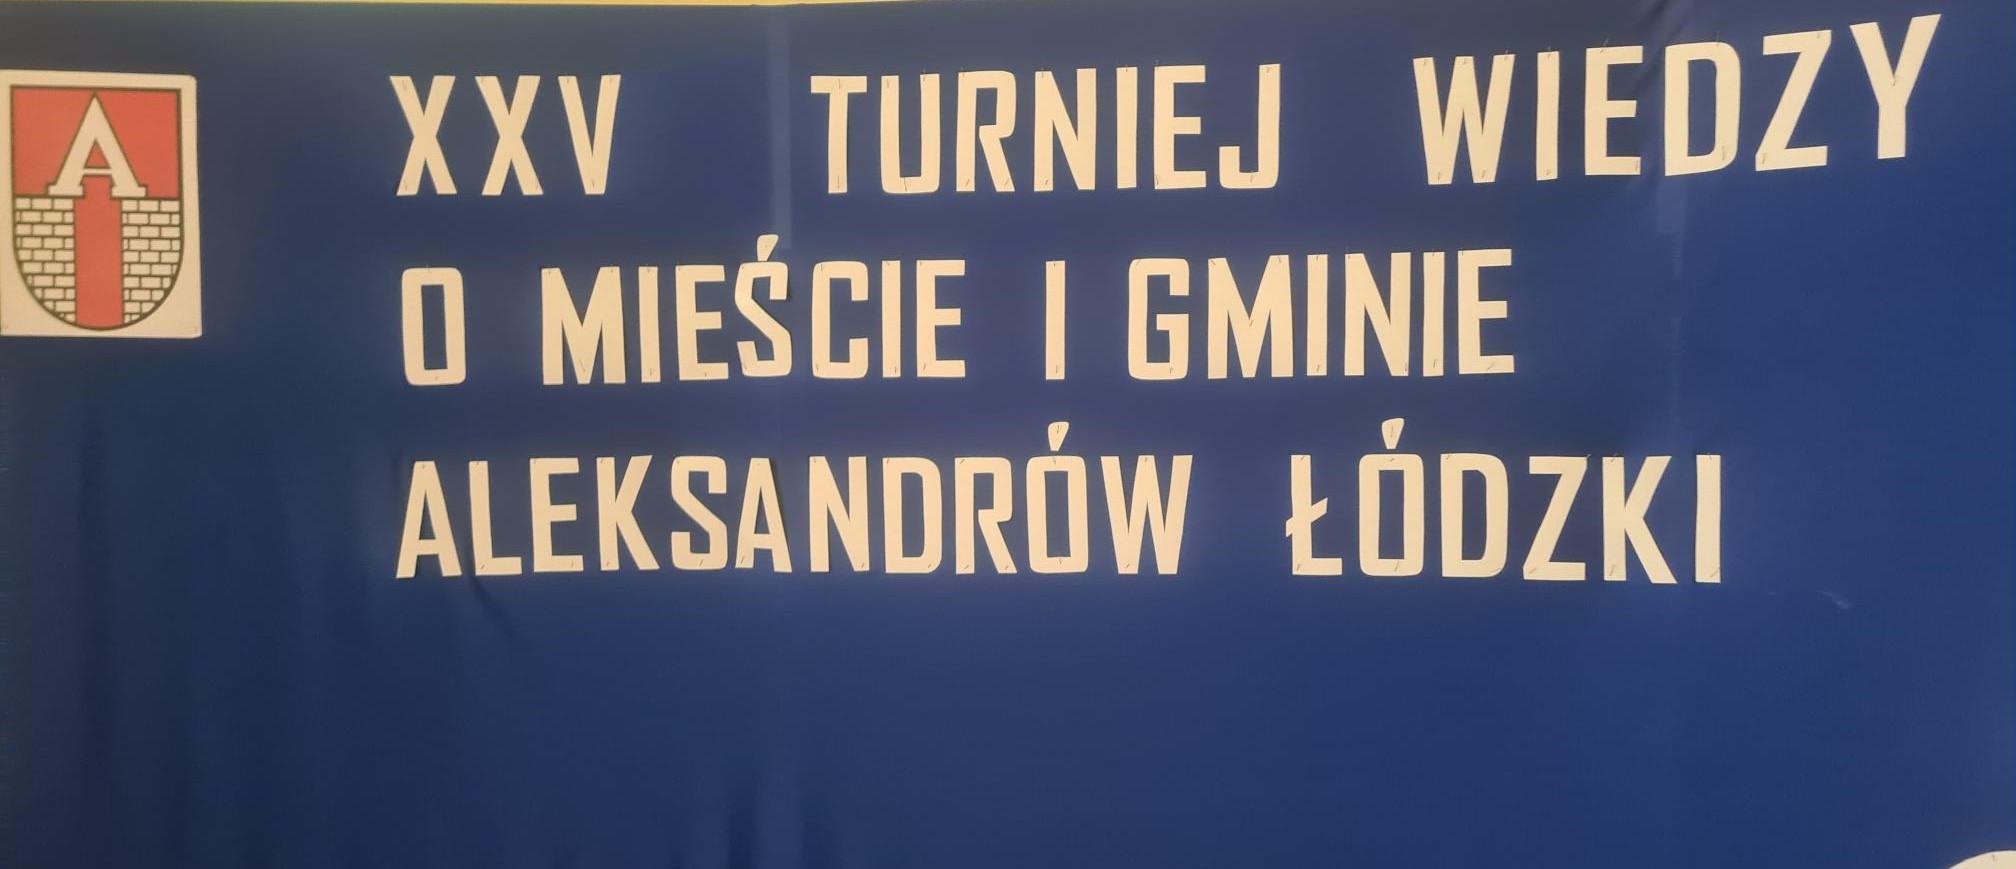 A
XXV TURNIEJ WIEDZY
O MIEŚCIE I GMINIE
ALEKSANDRÓW ŁÓDZKI